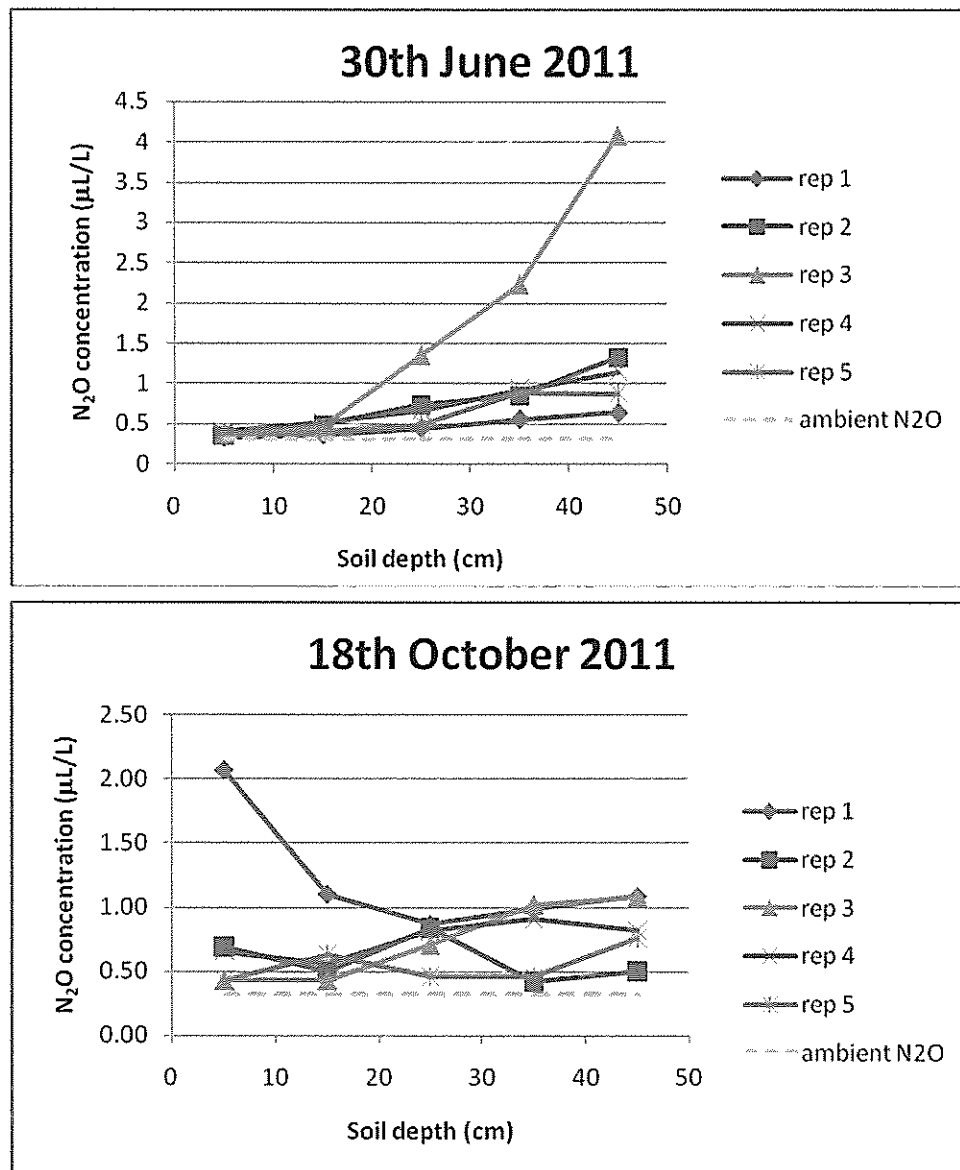 30th June 2011
N₂O concentration (µL/L)
4.5
4
3.5
3
2.5
2
1.5
1
0.5
0
0 10 20 30 40 50
Soil depth (cm)
rep 1
rep 2
rep 3
rep 4
rep 5
ambient N2O
18th October 2011
N₂O concentration (µL/L)
2.50
2.00
1.50
1.00
0.50
0.00
0 10 20 30 40 50
Soil depth (cm)
rep 1
rep 2
rep 3
rep 4
rep 5
ambient N2O